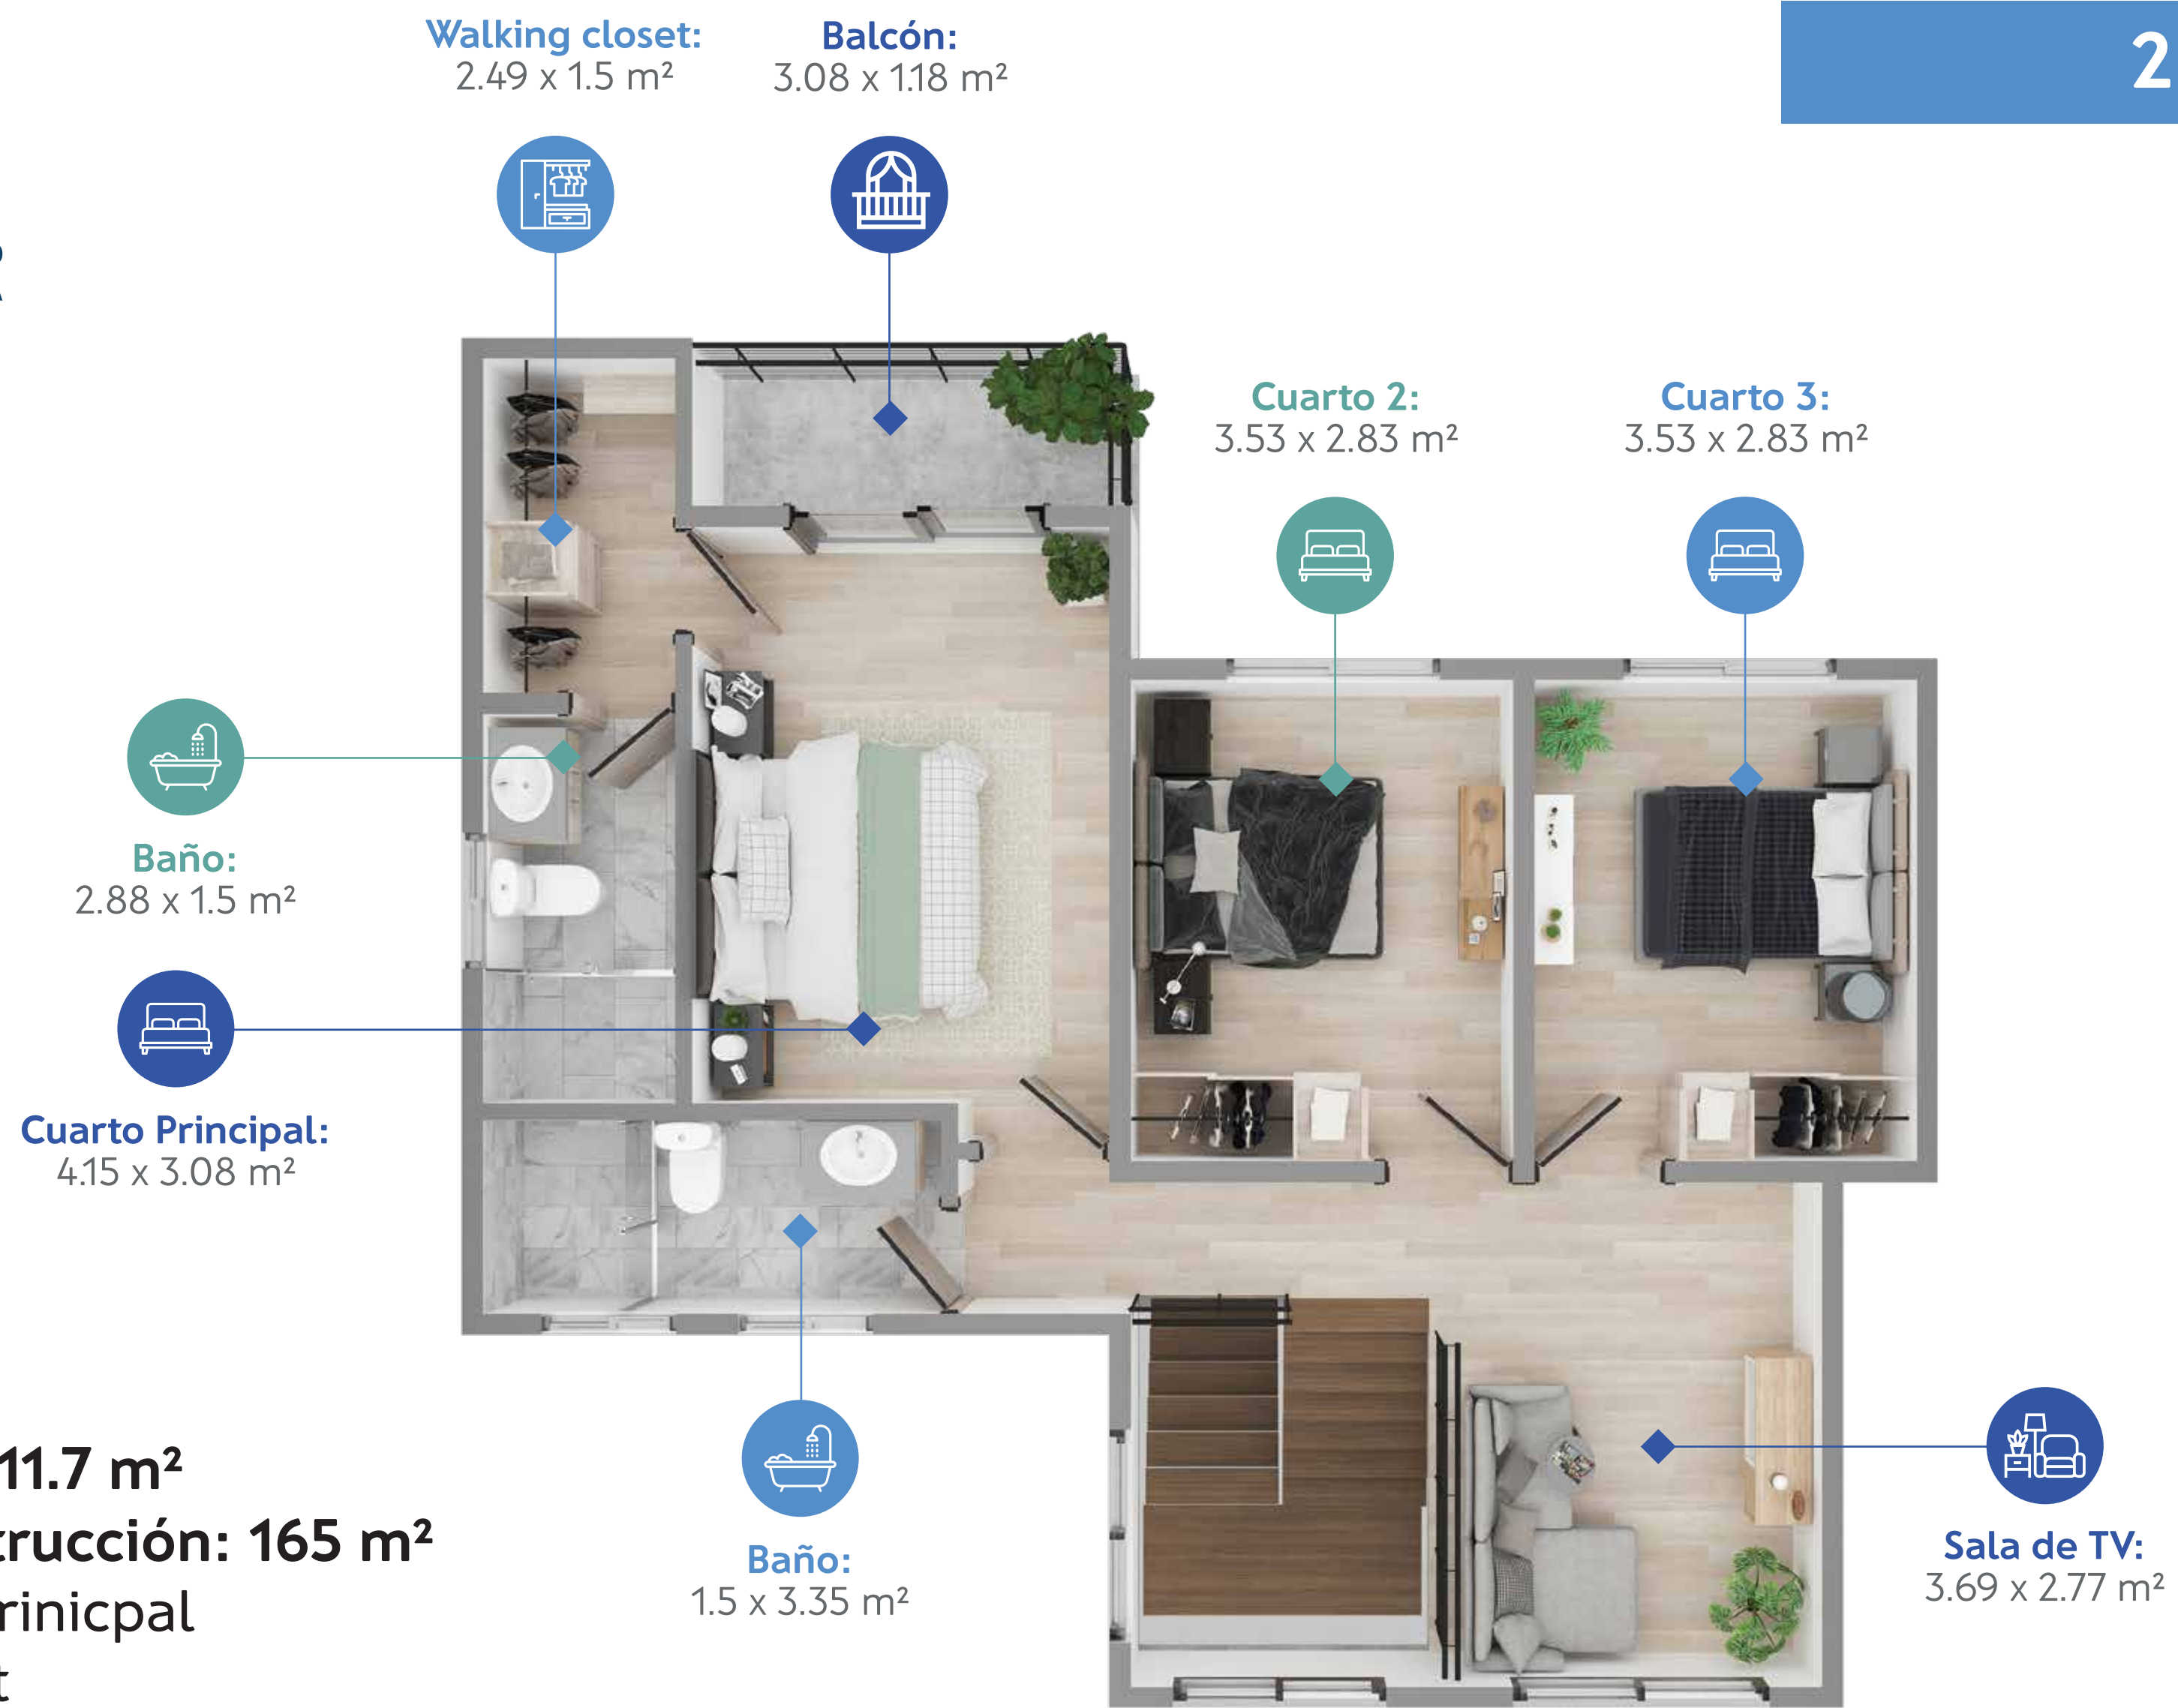 Walking closet:
2.49 x 1.5 m²
Balcón:
3.08 x 1.18 m²
2
Cuarto 2:
3.53 x 2.83 m²
Cuarto 3:
3.53 x 2.83 m²
Baño:
2.88 x 1.5 m²
Cuarto Principal:
4.15 x 3.08 m²
11.7 m²
trucción: 165 m²
rinicpal
t
Baño:
1.5 x 3.35 m²
Sala de TV:
3.69 x 2.77 m²